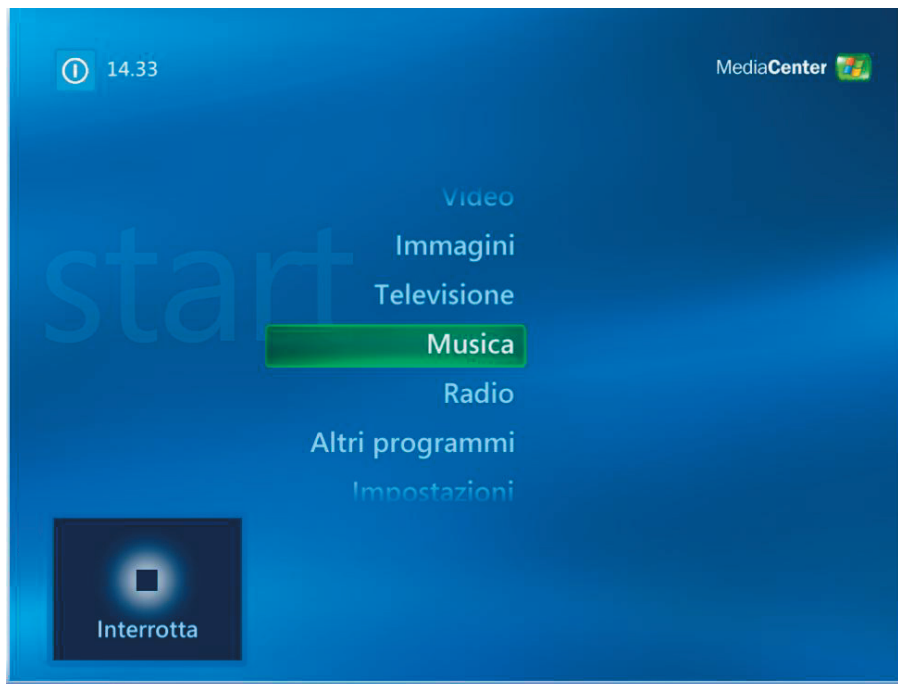 14.33
MediaCenter
start
Video
Immagini
Televisione
Musica
Radio
Altri programmi
Impostazioni
Interrotta